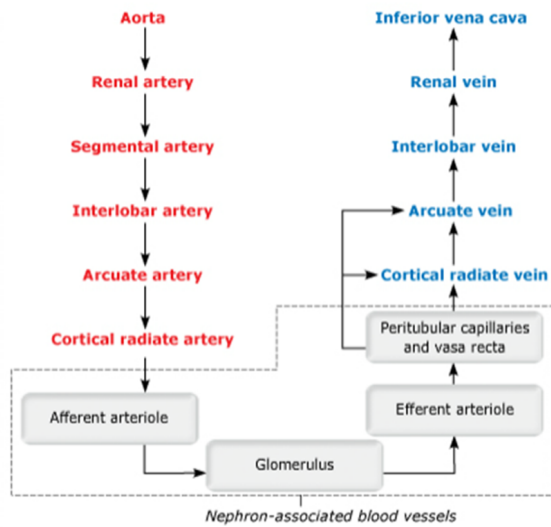 Aorta
Renal artery
Segmental artery
Interlobar artery
Arcuate artery
Cortical radiate artery
Afferent arteriole
Glomerulus
Efferent arteriole
Peritubular capillaries
and vasa recta
Cortical radiate vein
Arcuate vein
Interlobar vein
Renal vein
Inferior vena cava
Nephron-associated blood vessels